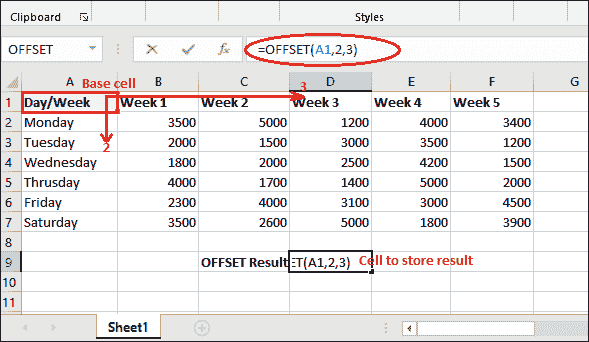 Clipboard Styles
OFFSET =OFFSET(A1,2,3)
Base cell
A B C D E F G
3
1 Day/Week Week 1 Week 2 Week 3 Week 4 Week 5
2 Monday 3500 5000 1200 4000 3400
2
3 Tuesday 2000 1500 3000 3500 1200
4 Wednesday 1800 2000 2500 4200 1500
5 Thrusday 4000 1700 1400 5000 2000
6 Friday 2300 4000 3100 3000 4500
7 Saturday 3500 2600 5000 1800 3900
8
9 OFFSET Result ET(A1,2,3) Cell to store result
10
11
Sheet1